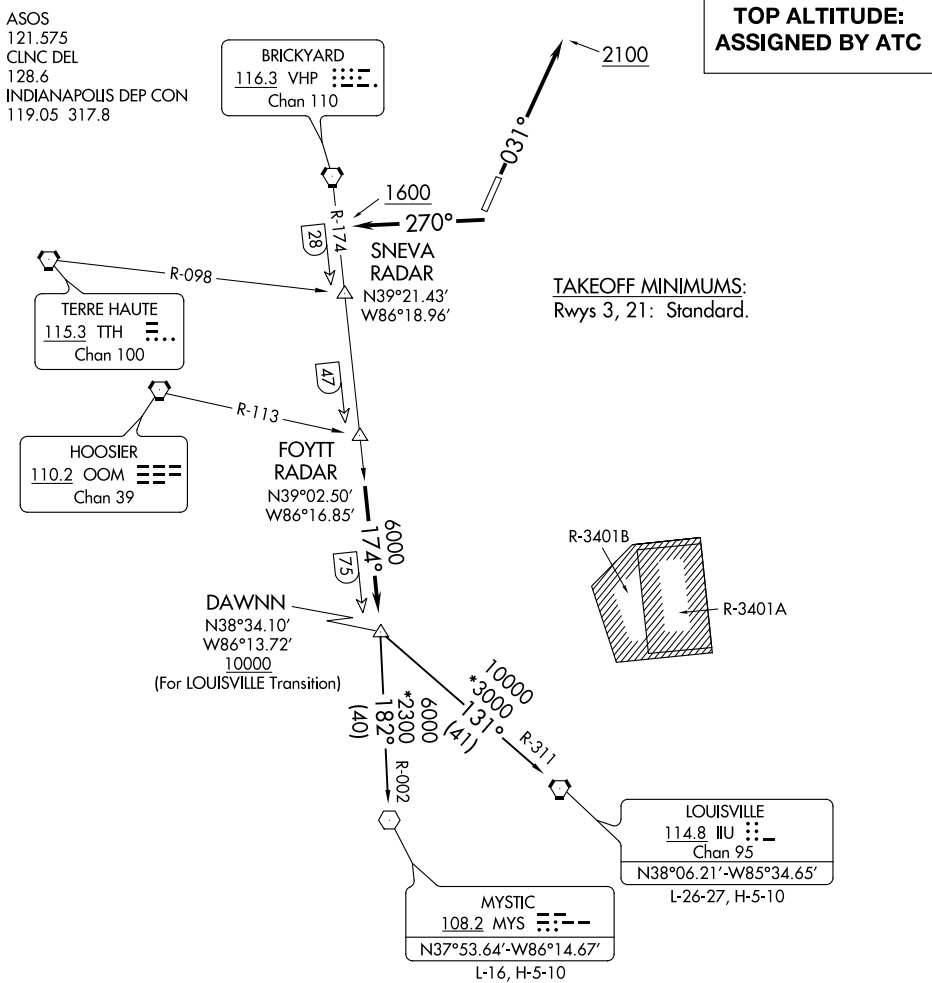 ASOS
121.575
CLNC DEL
128.6
INDIANAPOLIS DEP CON
119.05 317.8
TOP ALTITUDE:
ASSIGNED BY ATC
BRICKYARD
116.3 VHP
Chan 110
2100
031°
1600
270°
R-174
28
SNEVA
RADAR
N39°21.43'
W86°18.96'
R-098
TERRE HAUTE
115.3 TTH
Chan 100
TAKEOFF MINIMUMS:
Rwys 3, 21: Standard.
47
R-113
HOOSIER
110.2 OOM
Chan 39
FOYTT
RADAR
N39°02.50'
W86°16.85'
6000
174°
75
R-3401B
R-3401A
DAWNN
N38°34.10'
W86°13.72'
10000
(For LOUISVILLE Transition)
10000
*3000
131°
(41)
R-311
6000
*2300
182°
(40)
R-002
LOUISVILLE
114.8 IIU
Chan 95
N38°06.21'-W85°34.65'
L-26-27, H-5-10
MYSTIC
108.2 MYS
N37°53.64'-W86°14.67'
L-16, H-5-10